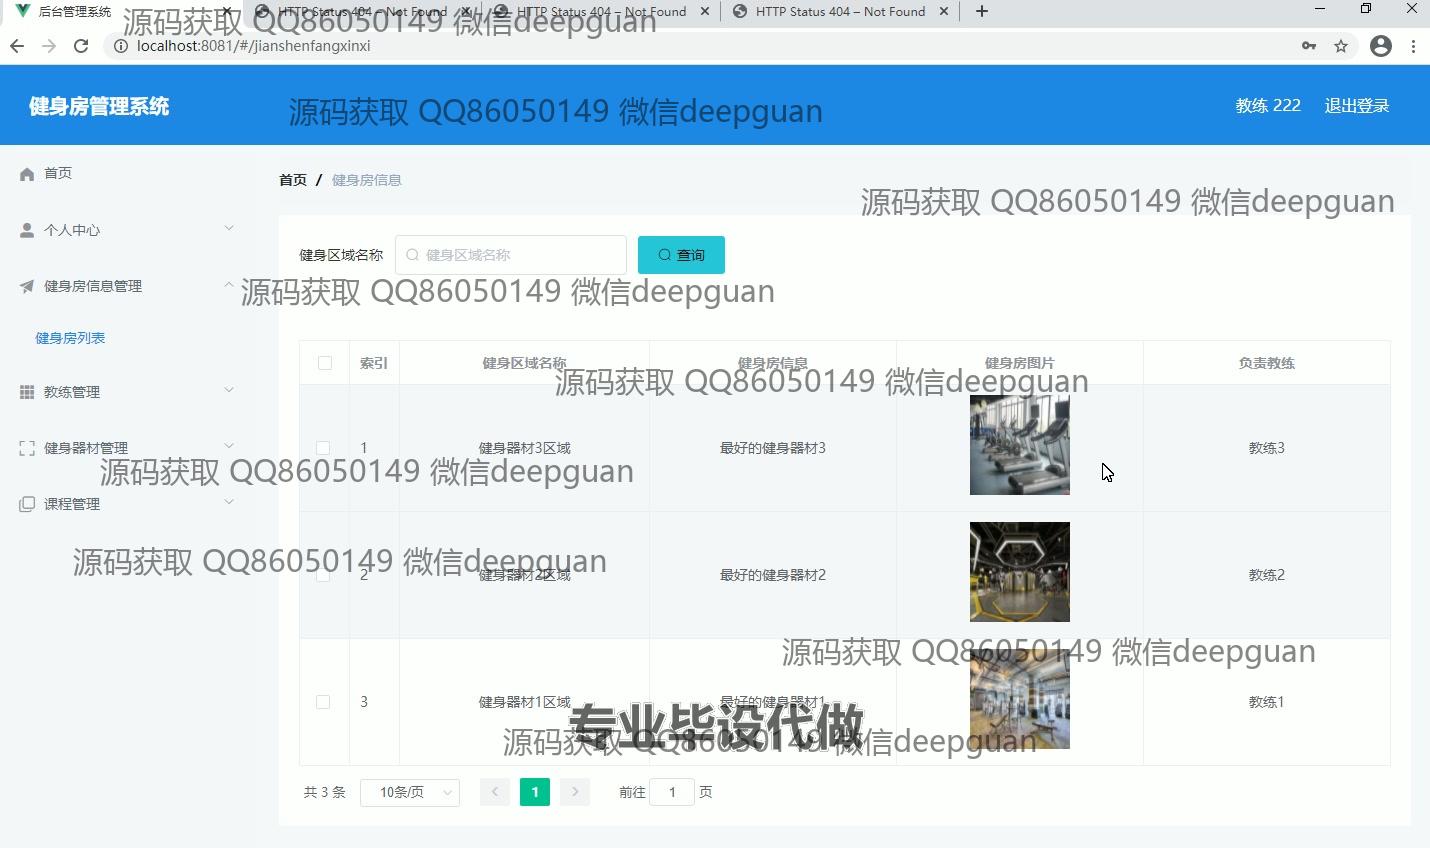 后台管理系统
HTTP Status 404 – Not Found
HTTP Status 404 – Not Found
HTTP Status 404 – Not Found
源码获取 QQ86050149 微信deepguan
localhost:8081/#/jianshenfangxinxi
健身房管理系统
源码获取 QQ86050149 微信deepguan
教练 222
退出登录
首页
首页 / 健身房信息
源码获取 QQ86050149 微信deepguan
个人中心
健身区域名称
健身区域名称
查询
健身房信息管理
源码获取 QQ86050149 微信deepguan
健身房列表
索引
健身区域名称
健身房信息
健身房图片
负责教练
源码获取 QQ86050149 微信deepguan
教练管理
健身器材管理
1
健身器材3区域
最好的健身器材3
教练3
源码获取 QQ86050149 微信deepguan
课程管理
源码获取 QQ86050149 微信deepguan
2
健身器材2区域
最好的健身器材2
教练2
源码获取 QQ86050149 微信deepguan
3
健身器材1区域
最好的健身器材1
教练1
专业毕设代做
源码获取 QQ86050149 微信deepguan
共 3 条
10条/页
1
前往 1 页